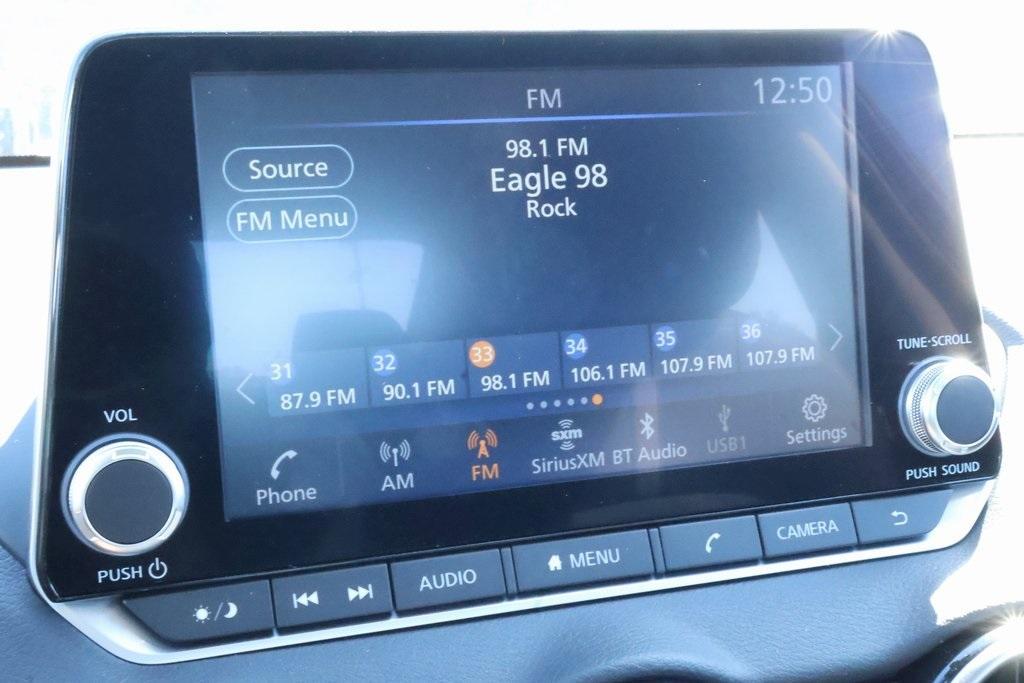 FM
12:50
98.1 FM
Source
Eagle 98
FM Menu
Rock
31 32 33 34 35 36
87.9 FM 90.1 FM 98.1 FM 106.1 FM 107.9 FM 107.9 FM
TUNE·SCROLL
VOL
sxm
Phone AM FM SiriusXM BT Audio USB1 Settings
PUSH SOUND
PUSH
AUDIO MENU CAMERA